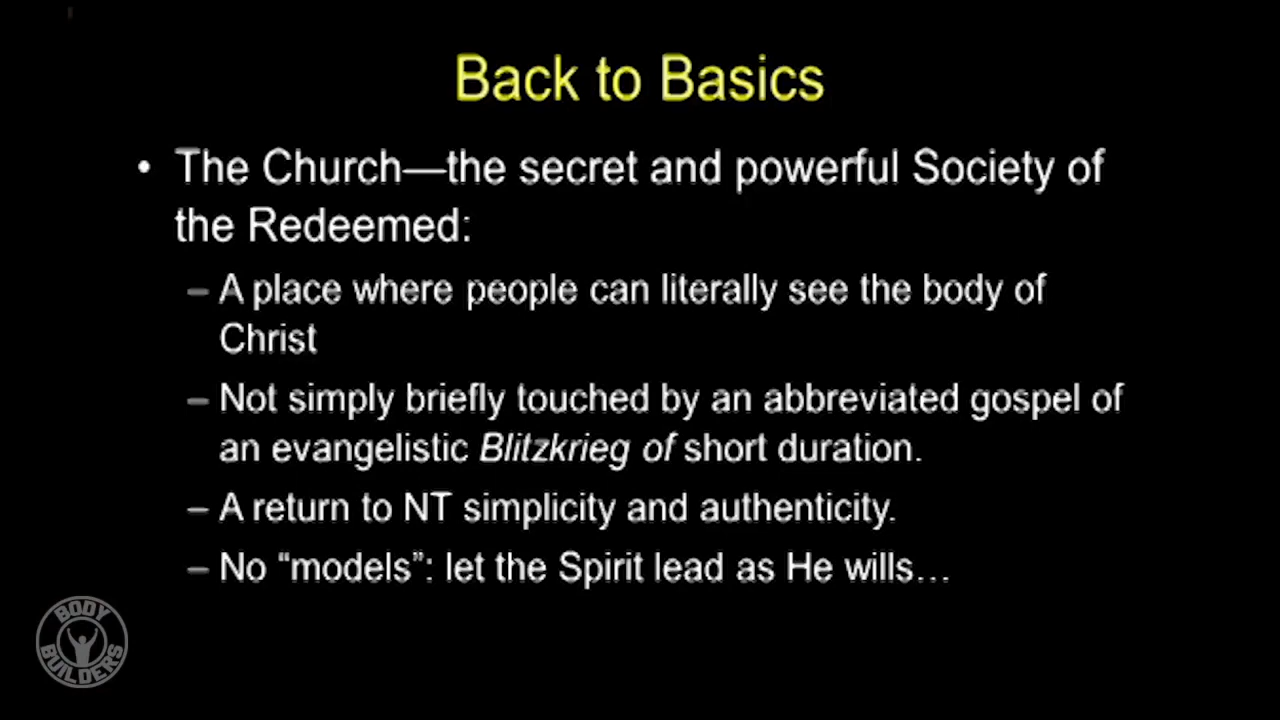 Back to Basics
• The Church—the secret and powerful Society of
the Redeemed:
– A place where people can literally see the body of
Christ
– Not simply briefly touched by an abbreviated gospel of
an evangelistic Blitzkrieg of short duration.
– A return to NT simplicity and authenticity.
– No “models”: let the Spirit lead as He wills…
BODY
BUILDERS